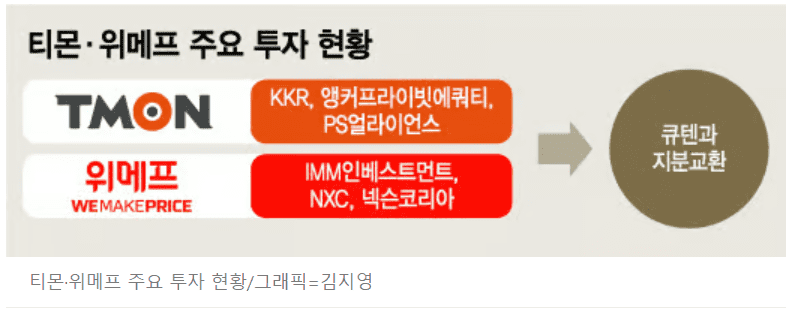 티몬·위메프 주요 투자 현황
TMON
KKR, 앵커프라이빗에쿼티,
PS얼라이언스
위메프
WEMAKEPRICE
IMM인베스트먼트,
NXC, 넥슨코리아
큐텐과
지분교환
티몬·위메프 주요 투자 현황/그래픽=김지영